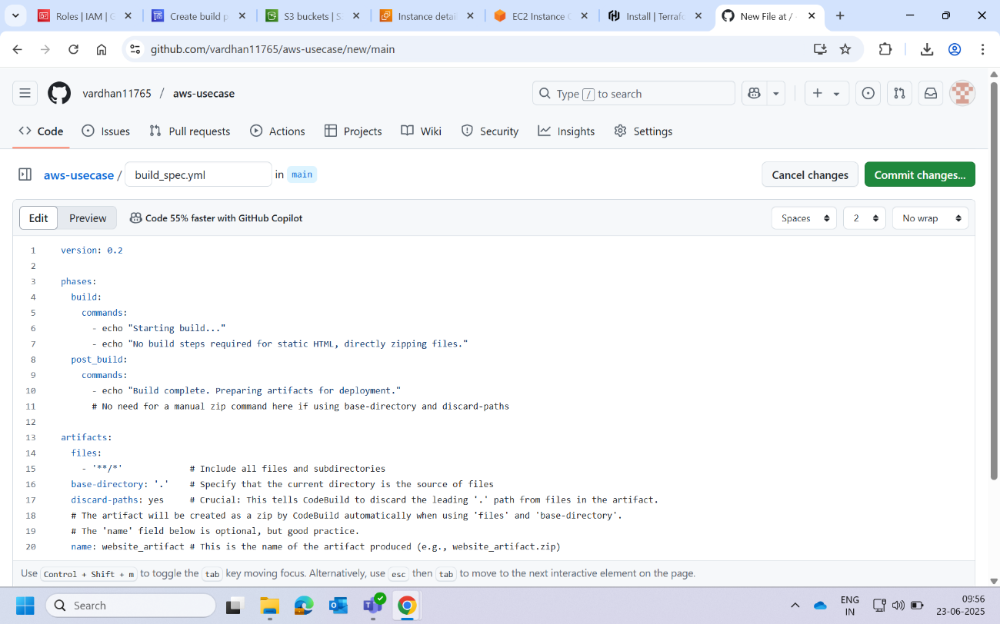 Roles | IAM | G
Create build p
S3 buckets | S
Instance detai
EC2 Instance C
Install | Terrafo
New File at /
github.com/vardhan11765/aws-usecase/new/main
vardhan11765 / aws-usecase
Type / to search
Code
Issues
Pull requests
Actions
Projects
Wiki
Security
Insights
Settings
aws-usecase / build_spec.yml in main
Cancel changes
Commit changes...
Edit
Preview
Code 55% faster with GitHub Copilot
Spaces
2
No wrap
1 version: 0.2
2
3 phases:
4 build:
5 commands:
6 - echo "Starting build..."
7 - echo "No build steps required for static HTML, directly zipping files."
8 post_build:
9 commands:
10 - echo "Build complete. Preparing artifacts for deployment."
11 # No need for a manual zip command here if using base-directory and discard-paths
12
13 artifacts:
14 files:
15 - '**/*' # Include all files and subdirectories
16 base-directory: '.' # Specify that the current directory is the source of files
17 discard-paths: yes # Crucial: This tells CodeBuild to discard the leading '.' path from files in the artifact.
18 # The artifact will be created as a zip by CodeBuild automatically when using 'files' and 'base-directory'.
19 # The 'name' field below is optional, but good practice.
20 name: website_artifact # This is the name of the artifact produced (e.g., website_artifact.zip)
Use Control + Shift + m to toggle the tab key moving focus. Alternatively, use esc then tab to move to the next interactive element on the page.
Search
ENG
IN
09:56
23-06-2025